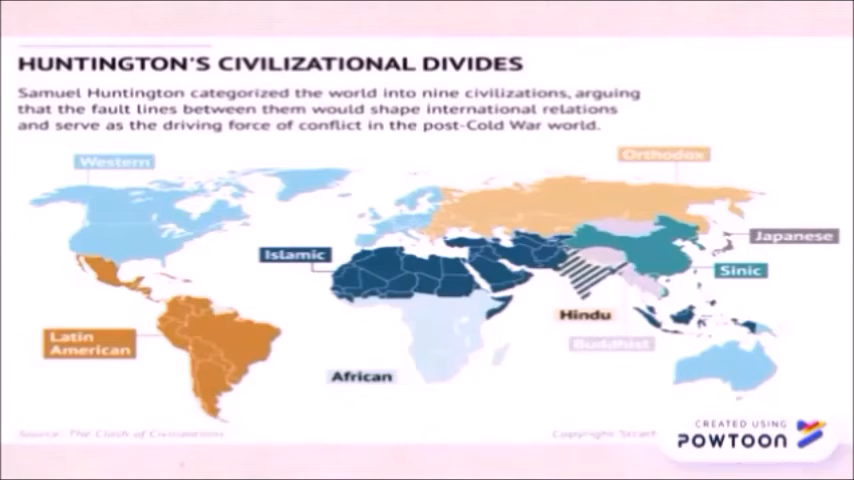 HUNTINGTON'S CIVILIZATIONAL DIVIDES
Samuel Huntington categorized the world into nine civilizations, arguing
that the fault lines between them would shape international relations
and serve as the driving force of conflict in the post-Cold War world.
Western
Orthodox
Japanese
Islamic
Sinic
Hindu
Latin
American
Buddhist
African
Source: The Clash of Civilizations
Copyright
CREATED USING
POWTOON